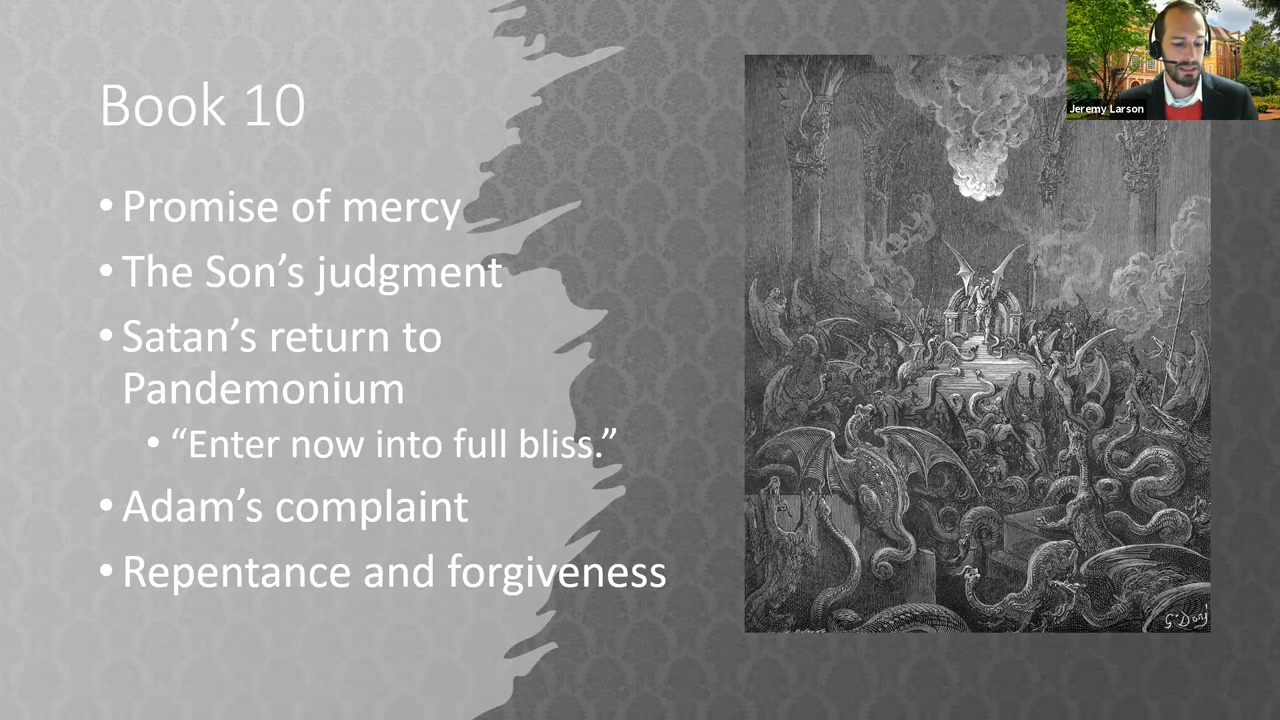 Book 10
• Promise of mercy
• The Son’s judgment
• Satan’s return to
Pandemonium
• “Enter now into full bliss.”
• Adam’s complaint
• Repentance and forgiveness
Jeremy Larson
G Doré